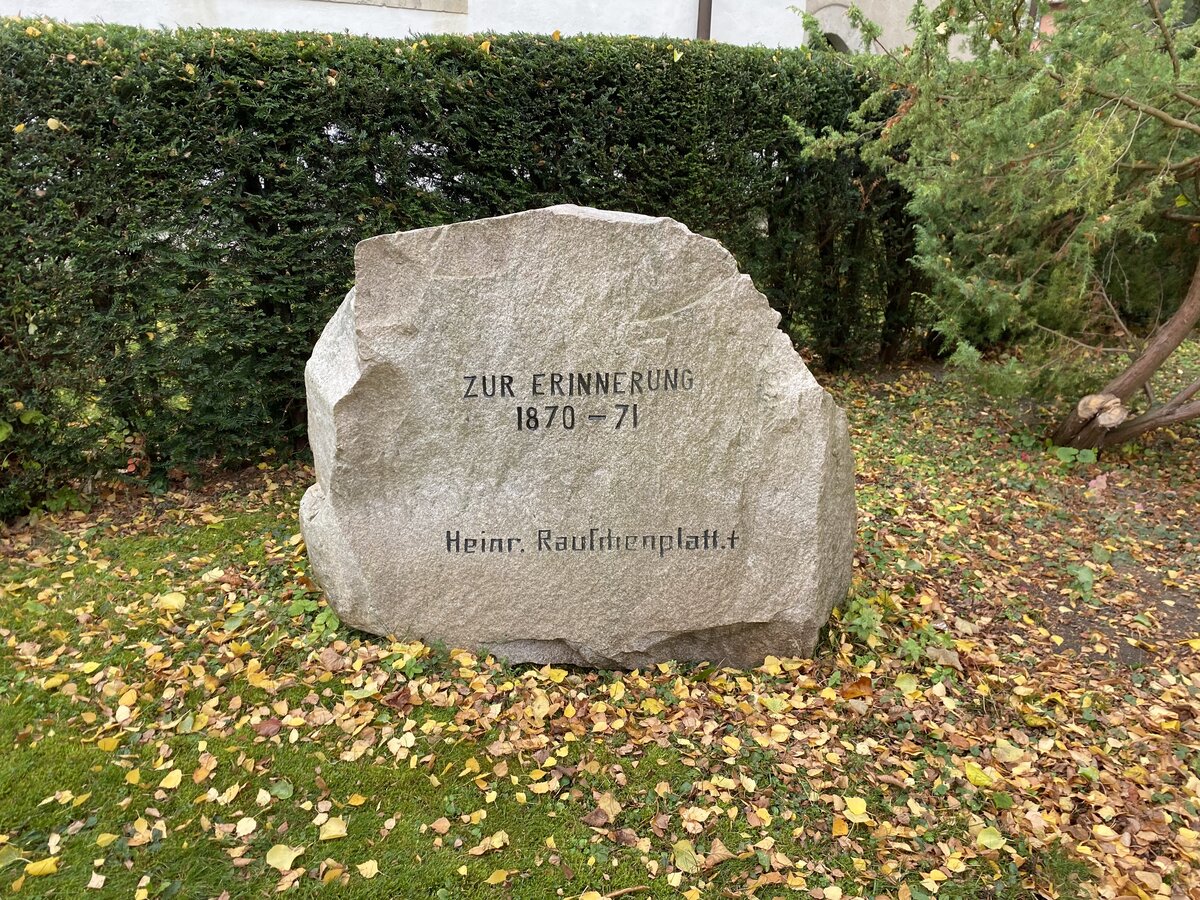 ZUR ERINNERUNG
1870 – 71
Heinr. Rauſchenplatt. †